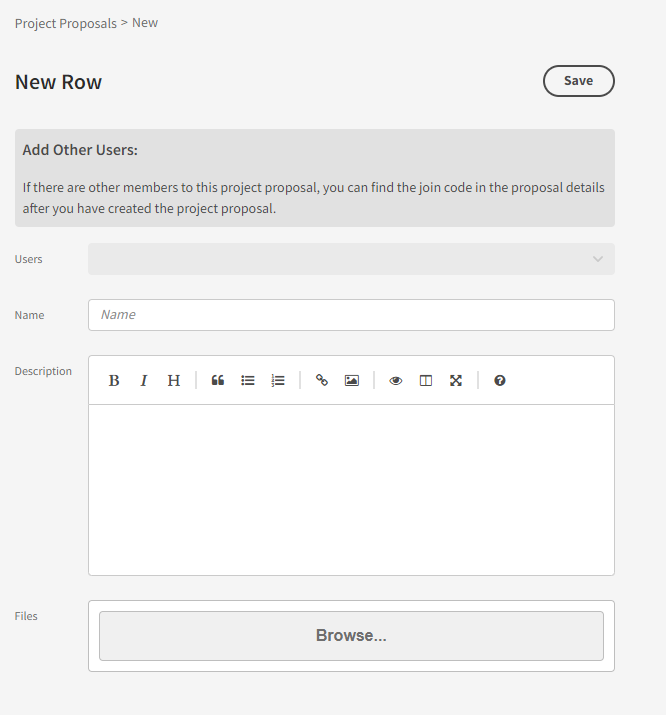 Project Proposals > New
New Row
Save
Add Other Users:
If there are other members to this project proposal, you can find the join code in the proposal details
after you have created the project proposal.
Users
Name
Name
Description
B I H
Files
Browse...